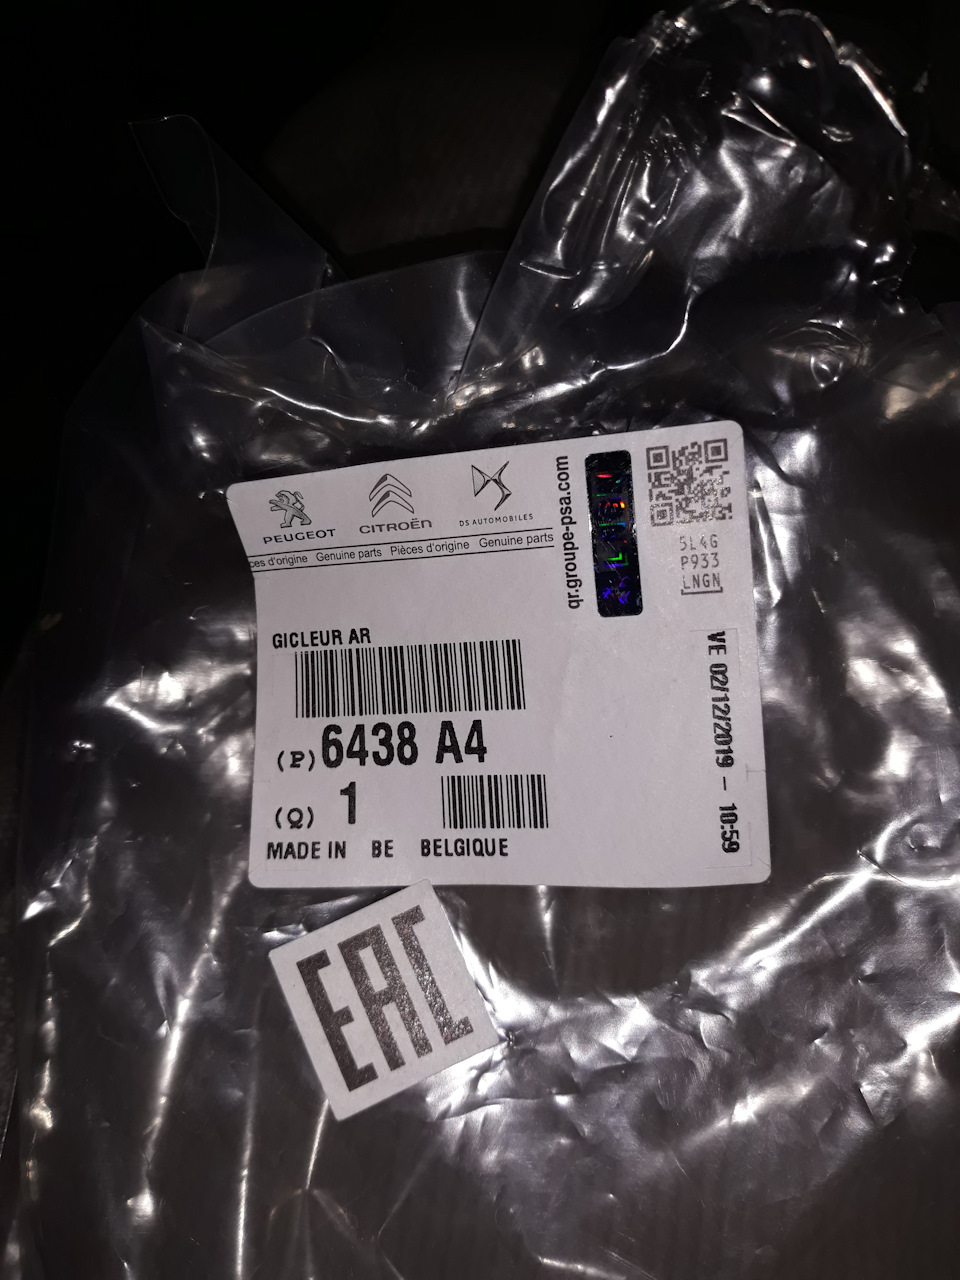 PEUGEOT
CITROËN
DS AUTOMOBILES
ces d'origine Genuine parts Pièces d'origine Genuine parts
qr.groupe-psa.com
5L4G
P933
LNGN
GICLEUR AR
(P) 6438 A4
(Q) 1
MADE IN BE BELGIQUE
VE 02/12/2019 - 10:59
EAC